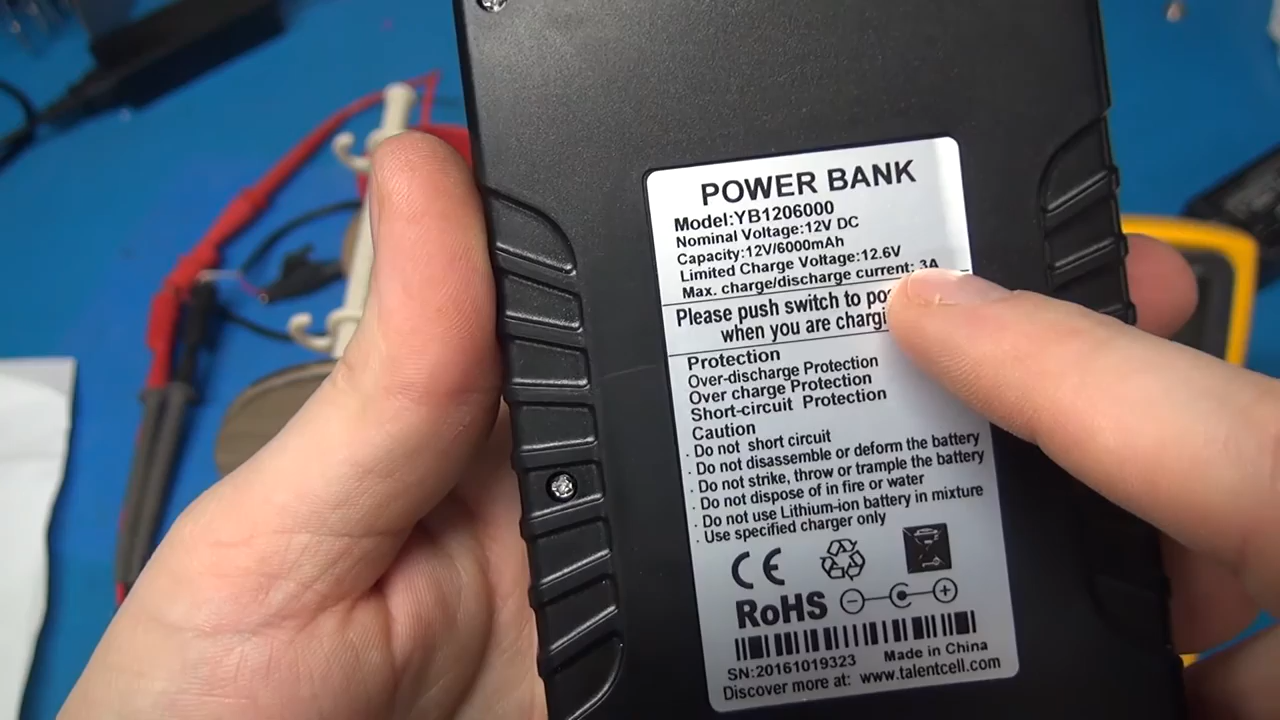 POWER BANK
Model:YB1206000
Nominal Voltage:12V DC
Capacity:12V/6000mAh
Limited Charge Voltage:12.6V
Max. charge/discharge current: 3A
Please push switch to
when you are
Protection
Over-discharge Protection
Over charge Protection
Short-circuit Protection
Caution
. Do not short circuit
. Do not disassemble or deform the battery
. Do not strike, throw or trample the battery
. Do not dispose of in fire or water
. Do not use Lithium-ion battery in mixture
. Use specified charger only
CE
RoHS
SN:20161019323 Made in China
Discover more at: www.talentcell.com